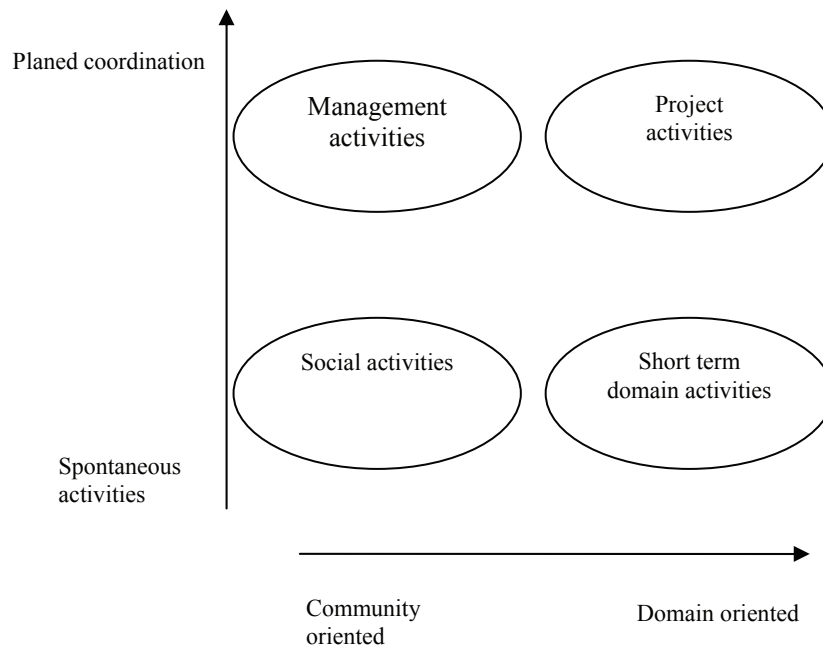 Planed coordination
Management
activities
Project
activities
Social activities
Short term
domain activities
Spontaneous
activities
Community
oriented
Domain oriented